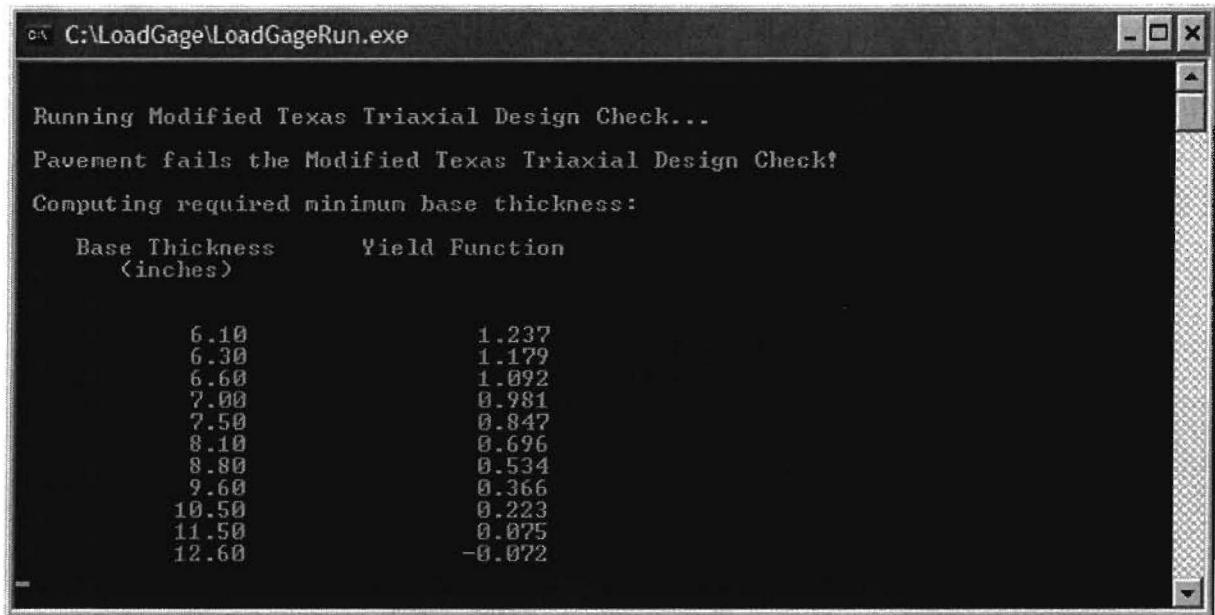 C:\LoadGage\LoadGageRun.exe
Running Modified Texas Triaxial Design Check...
Pavement fails the Modified Texas Triaxial Design Check!
Computing required minimum base thickness:
Base Thickness Yield Function
(inches)
6.10 1.237
6.30 1.179
6.60 1.092
7.00 0.981
7.50 0.847
8.10 0.696
8.80 0.534
9.60 0.366
10.50 0.223
11.50 0.075
12.60 -0.072